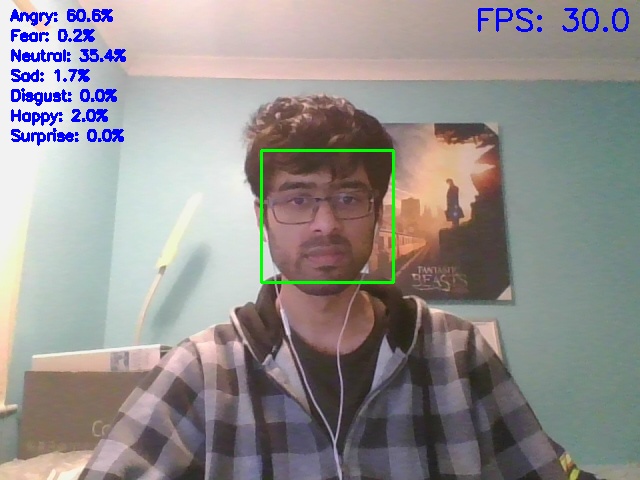 Angry: 60.6%
Fear: 0.2%
Neutral: 35.4%
Sad: 1.7%
Disgust: 0.0%
Happy: 2.0%
Surprise: 0.0%
FPS: 30.0
FANTASTIC
BEASTS